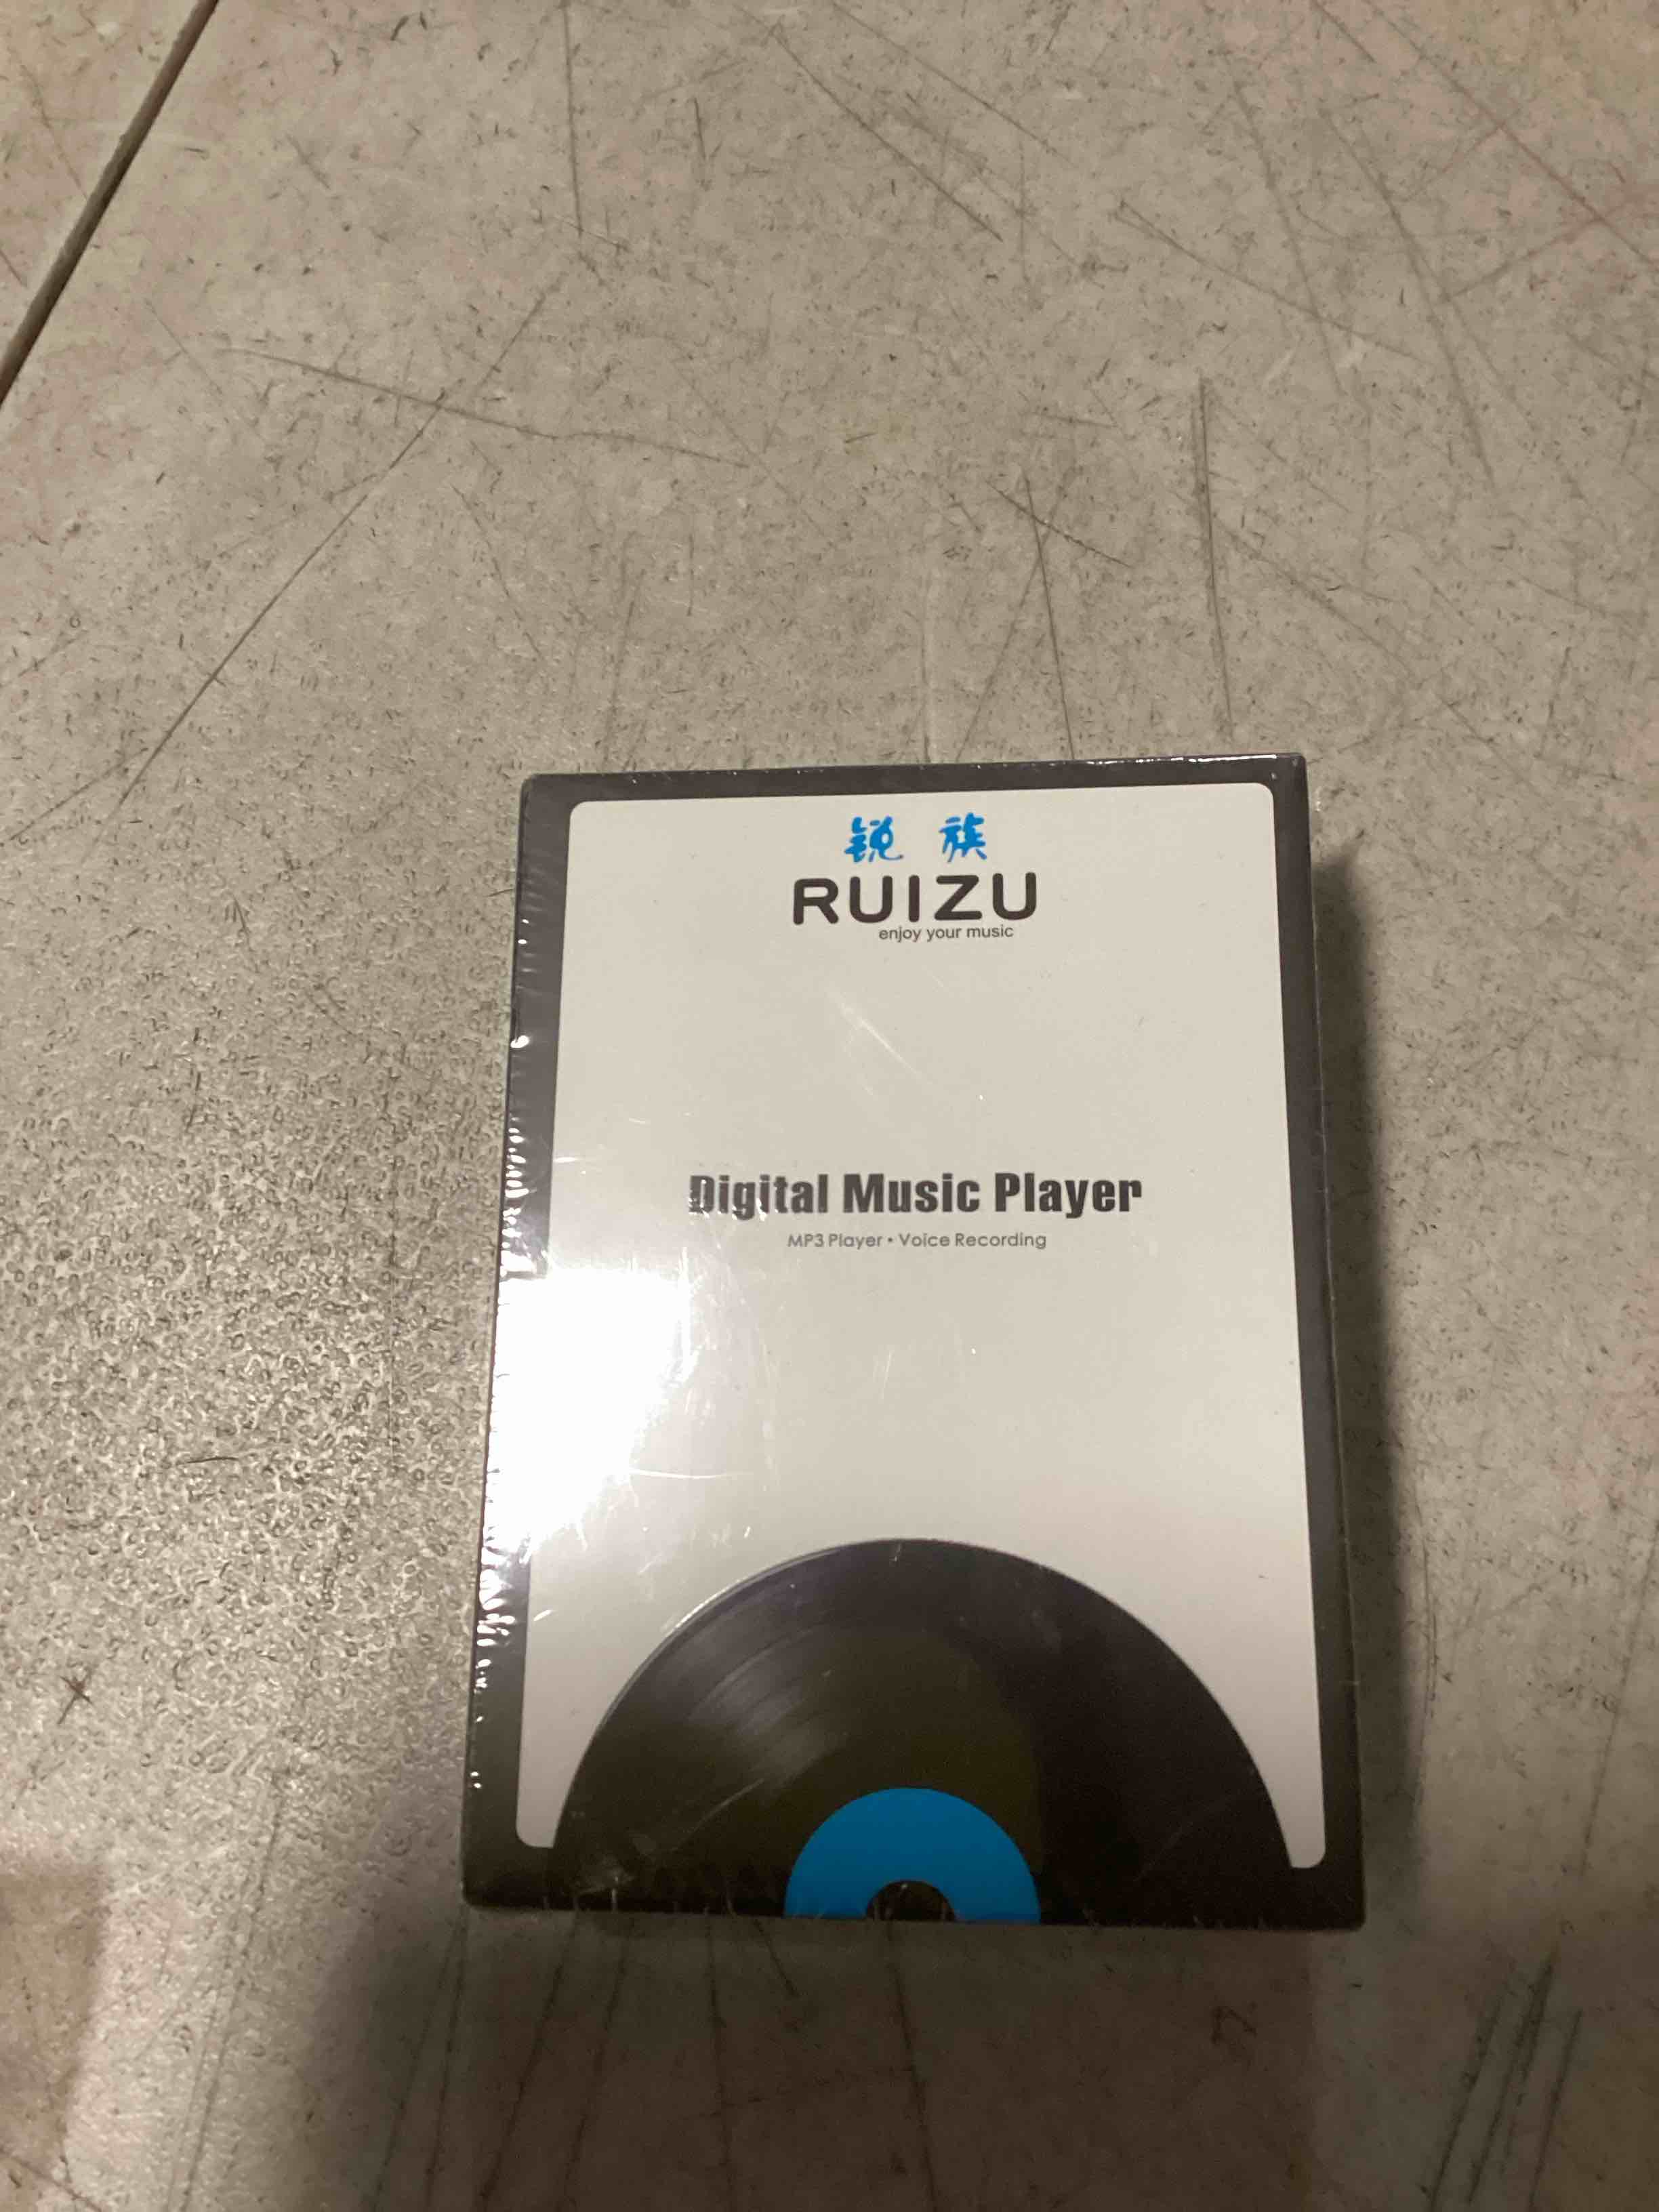 锐 族
RUIZU
enjoy your music
Digital Music Player
MP3 Player • Voice Recording